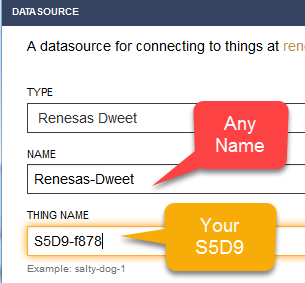 DATASOURCE
A datasource for connecting to things at ren
TYPE
Renesas Dweet
Any
Name
NAME
Renesas-Dweet
THING NAME
Your
S5D9
S5D9-f878
Example: salty-dog-1